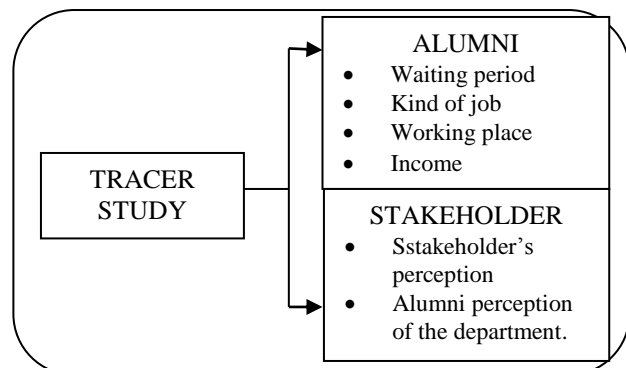 ALUMNI
• Waiting period
• Kind of job
• Working place
• Income
TRACER
STUDY
STAKEHOLDER
• Sstakeholder’s
perception
• Alumni perception
of the department.